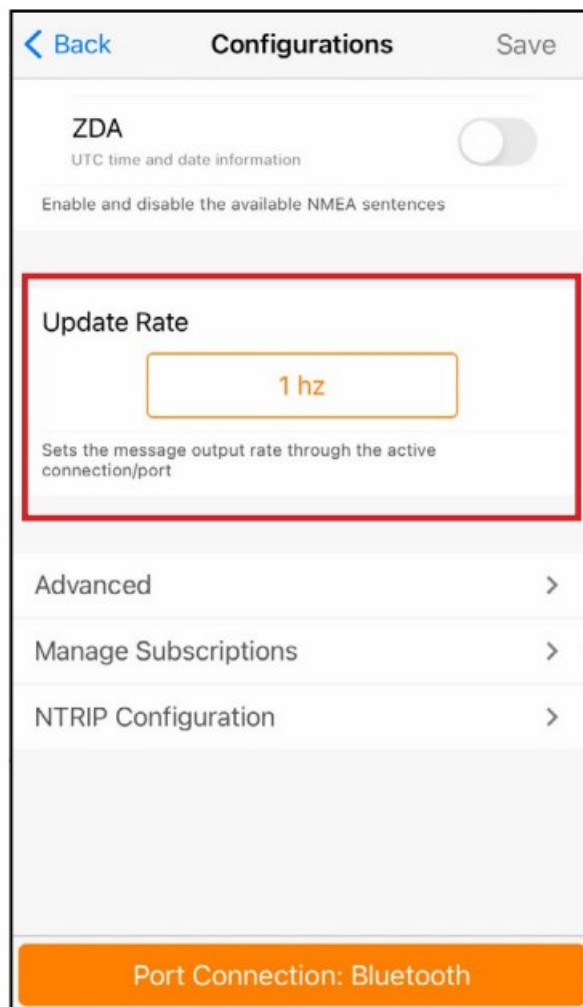 Back Configurations Save
ZDA
UTC time and date information
Enable and disable the available NMEA sentences
Update Rate
1 hz
Sets the message output rate through the active
connection/port
Advanced
Manage Subscriptions
NTRIP Configuration
Port Connection: Bluetooth